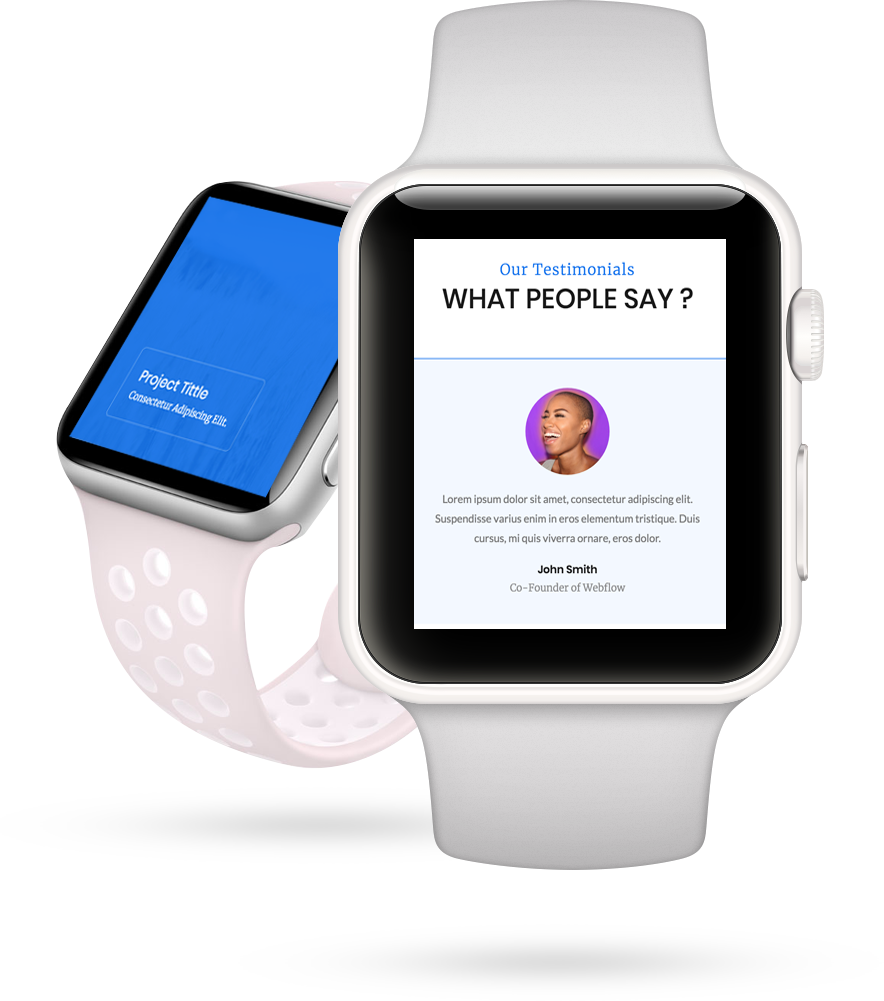 Our Testimonials
WHAT PEOPLE SAY ?
Lorem ipsum dolor sit amet, consectetur adipiscing elit.
Suspendisse varius enim in eros elementum tristique. Duis
cursus, mi quis viverra ornare, eros dolor.
John Smith
Co-Founder of Webflow
Project Tittle
Consectetur Adipiscing Elit.